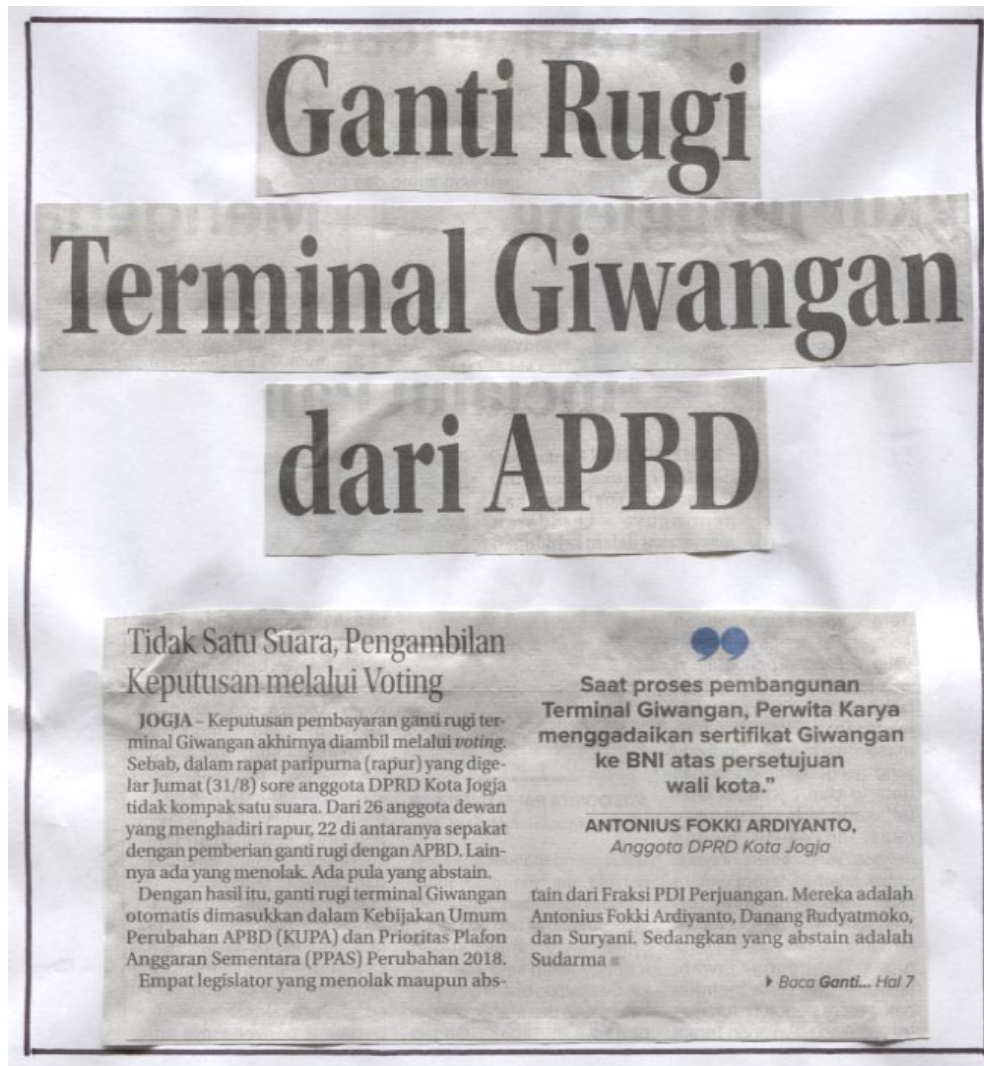 Ganti Rugi
Terminal Giwangan
dari APBD
Tidak Satu Suara, Pengambilan
Keputusan melalui Voting
JOGJA – Keputusan pembayaran ganti rugi ter-
minal Giwangan akhirnya diambil melalui voting.
Sebab, dalam rapat paripurna (rapur) yang dige-
lar Jumat (31/8) sore anggota DPRD Kota Jogja
tidak kompak satu suara. Dari 26 anggota dewan
yang menghadiri rapur, 22 di antaranya sepakat
dengan pemberian ganti rugi dengan APBD. Lain-
nya ada yang menolak. Ada pula yang abstain.
Dengan hasil itu, ganti rugi terminal Giwangan
otomatis dimasukkan dalam Kebijakan Umum
Perubahan APBD (KUPA) dan Prioritas Plafon
Anggaran Sementara (PPAS) Perubahan 2018.
Empat legislator yang menolak maupun abs-
tain dari Fraksi PDI Perjuangan. Mereka adalah
Antonius Fokki Ardiyanto, Danang Rudyatmoko,
dan Suryani. Sedangkan yang abstain adalah
Sudarma
Baca Ganti... Hal 7
Saat proses pembangunan
Terminal Giwangan, Perwita Karya
menggadaikan sertifikat Giwangan
ke BNI atas persetujuan
wali kota.”
ANTONIUS FOKKI ARDIYANTO,
Anggota DPRD Kota Jogja